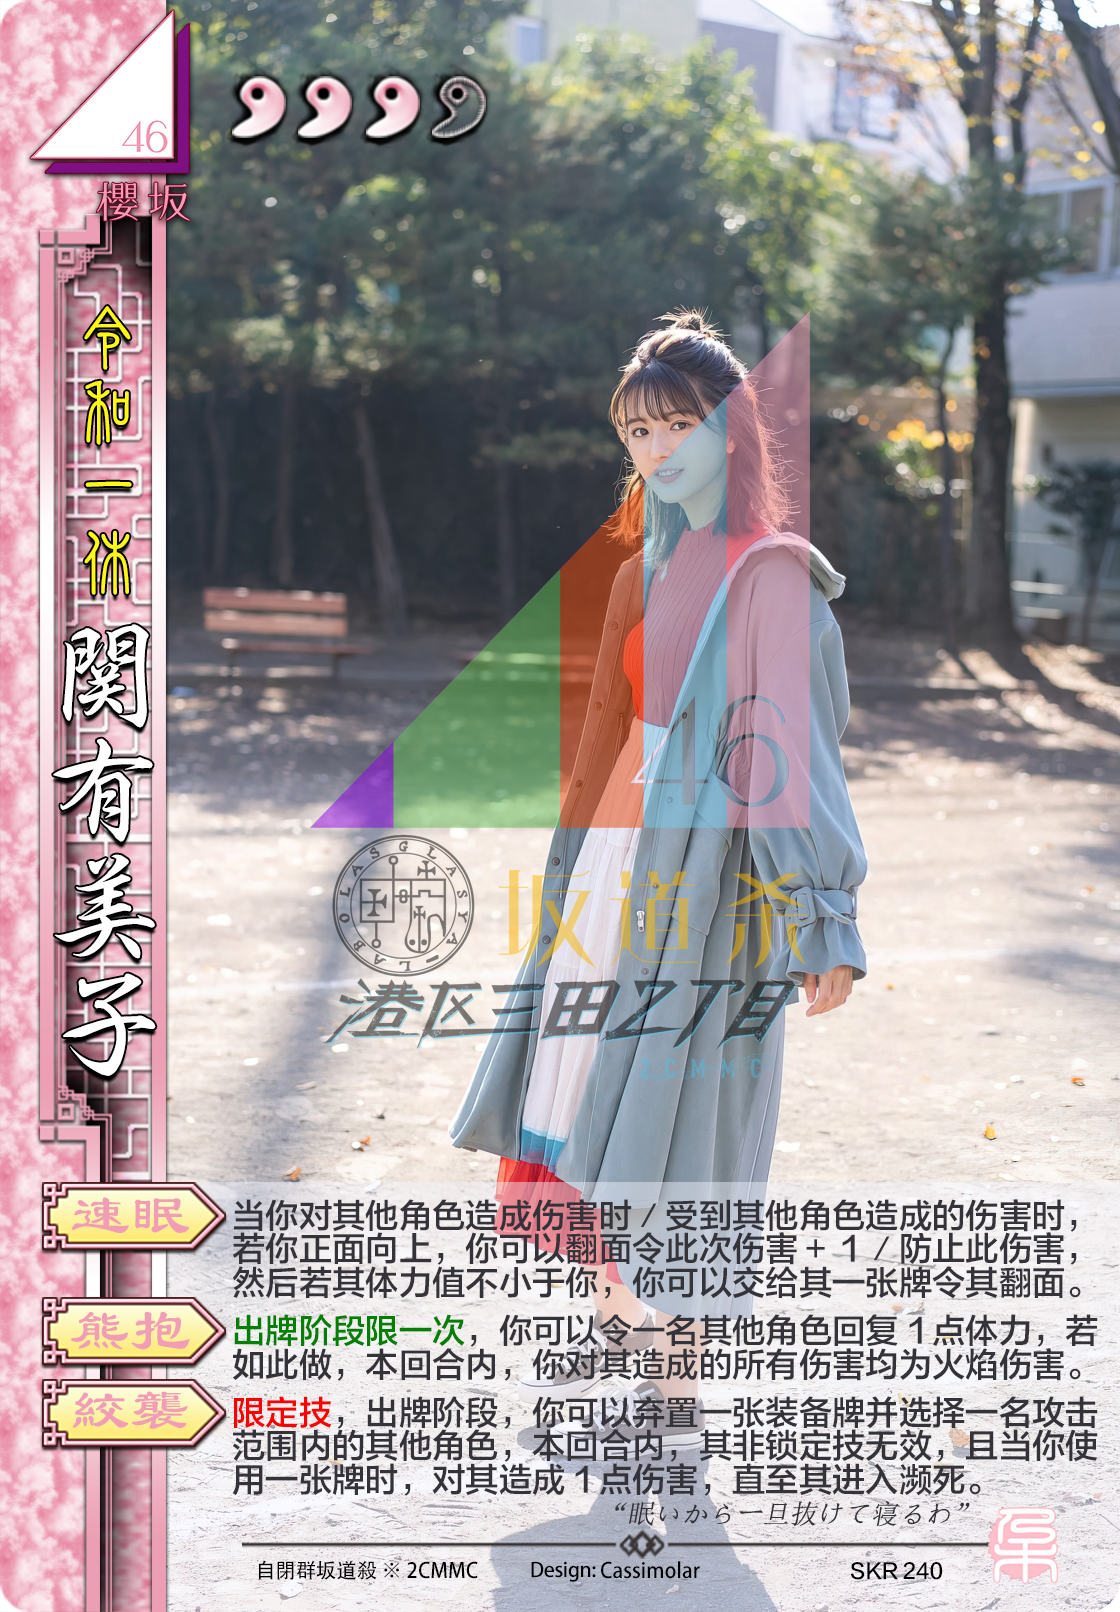 46
櫻坂
令和一休
関有美子
46
GLASYALABOLAS
坂道杀
港区三田2丁目
2CMMC
速眠
当你对其他角色造成伤害时 / 受到其他角色造成的伤害时，
若你正面向上，你可以翻面令此次伤害 + 1 / 防止此伤害，
然后若其体力值不小于你，你可以交给其一张牌令其翻面。
熊抱
出牌阶段限一次，你可以令一名其他角色回复 1 点体力，若
如此做，本回合内，你对其造成的所有伤害均为火焰伤害。
絞襲
限定技，出牌阶段，你可以弃置一张装备牌并选择一名攻击
范围内的其他角色，本回合内，其非锁定技无效，且当你使
用一张牌时，对其造成 1 点伤害，直至其进入濒死。
“眠いから一旦抜けて寝るわ”
自閉群坂道殺 ※ 2CMMC
Design: Cassimolar
SKR 240